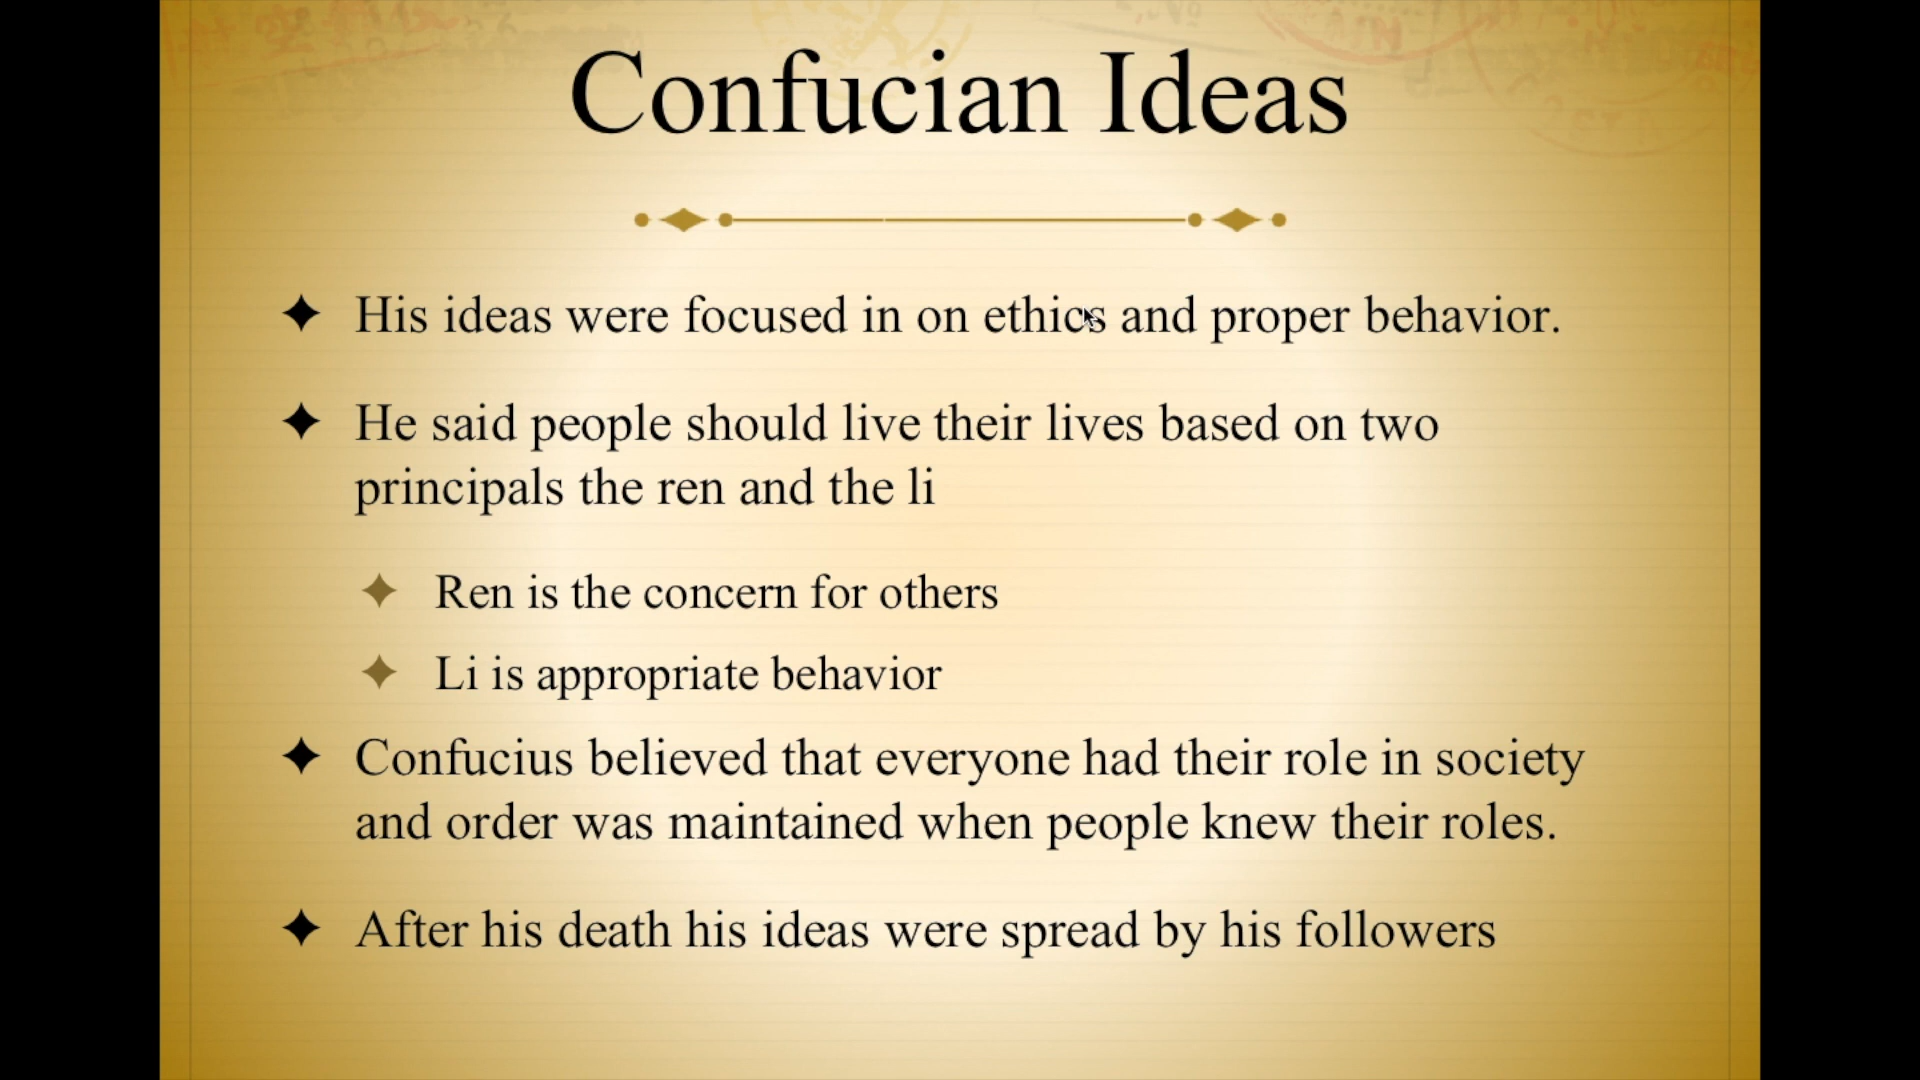 Confucian Ideas
His ideas were focused in on ethics and proper behavior.
He said people should live their lives based on two
principals the ren and the li
Ren is the concern for others
Li is appropriate behavior
Confucius believed that everyone had their role in society
and order was maintained when people knew their roles.
After his death his ideas were spread by his followers